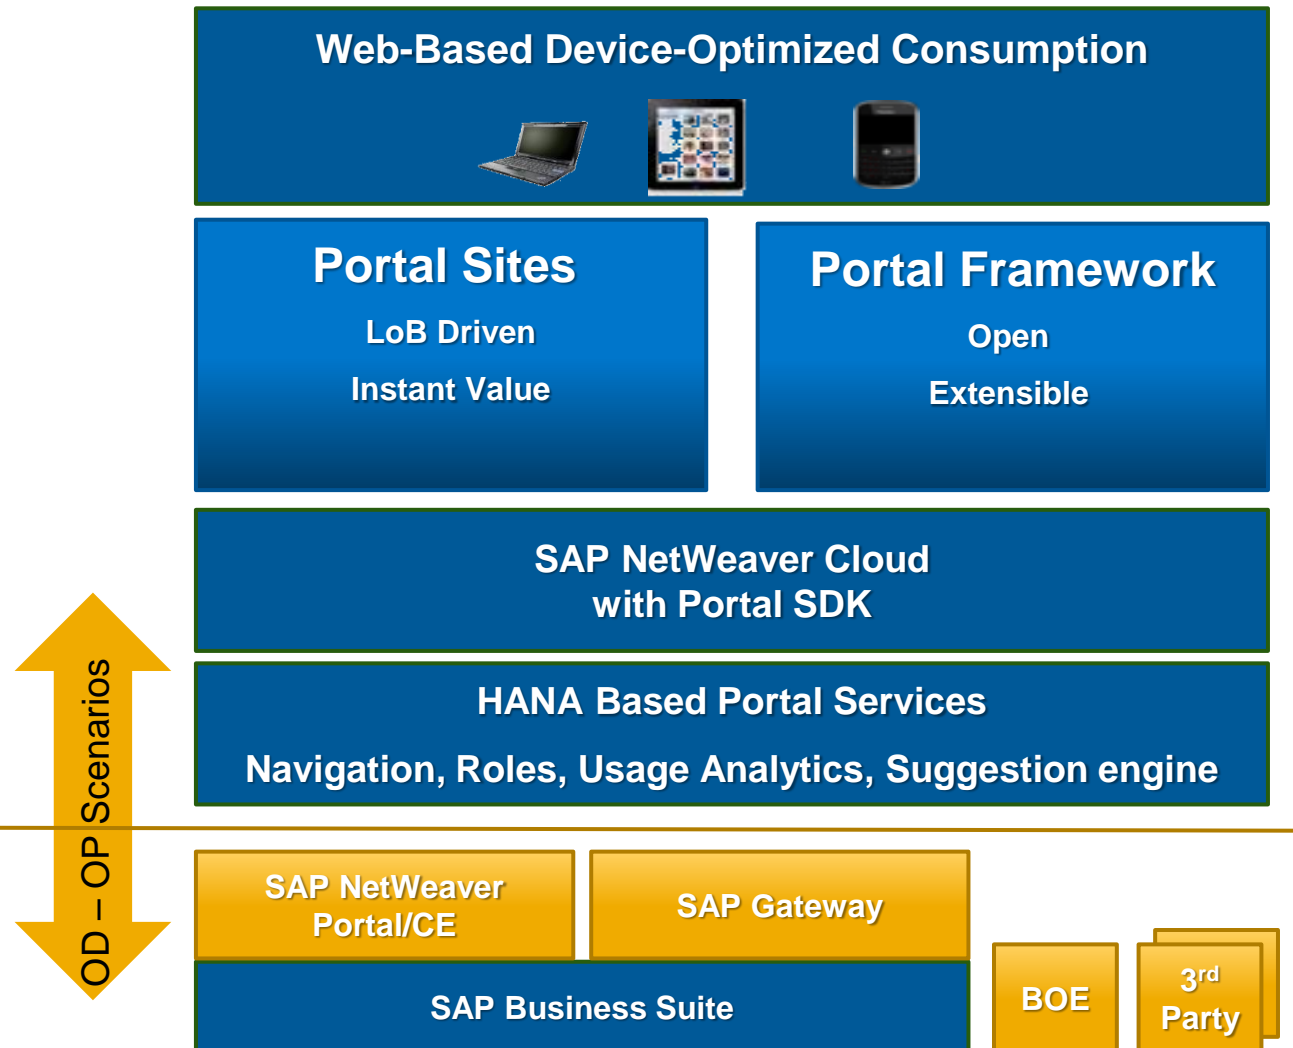 Web-Based Device-Optimized Consumption
Portal Sites
LoB Driven
Instant Value
Portal Framework
Open
Extensible
SAP NetWeaver Cloud
with Portal SDK
HANA Based Portal Services
Navigation, Roles, Usage Analytics, Suggestion engine
OD – OP Scenarios
SAP NetWeaver
Portal/CE
SAP Gateway
SAP Business Suite
BOE
3rd
Party